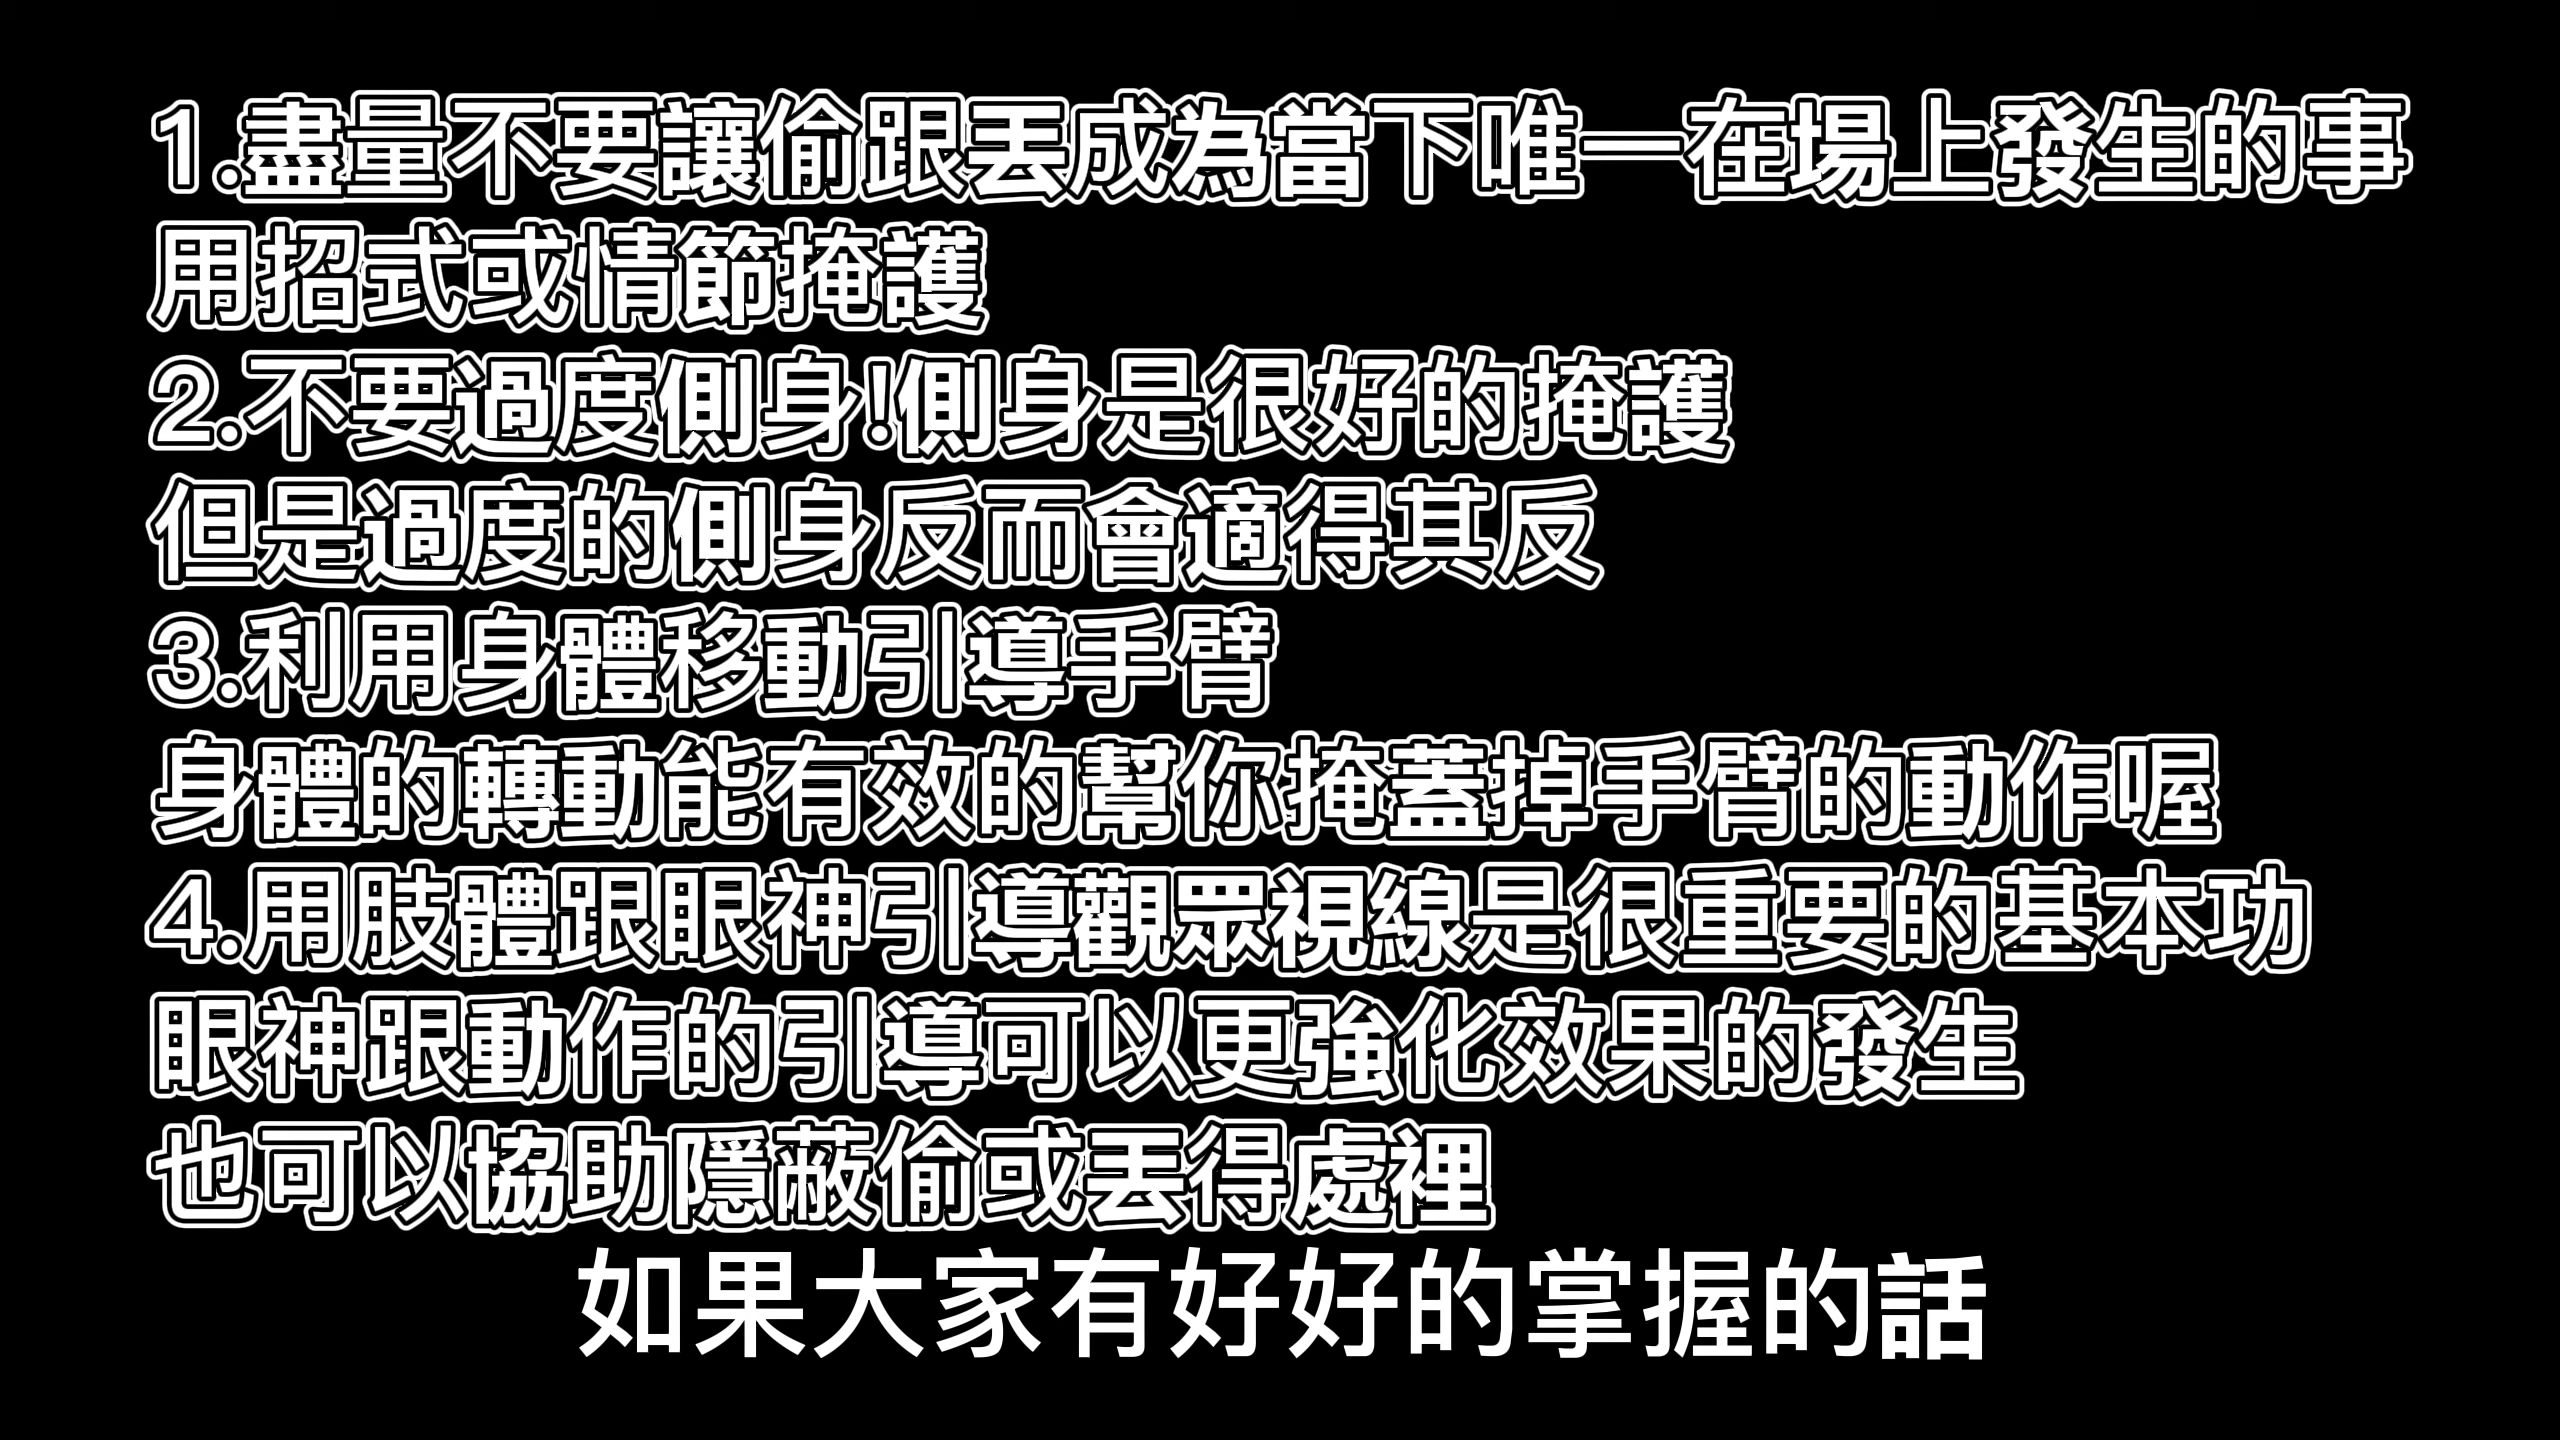 1.盡量不要讓偷跟丟成為當下唯一在場上發生的事
用招式或情節掩護
2.不要過度側身!側身是很好的掩護
但是過度的側身反而會適得其反
3.利用身體移動引導手臂
身體的轉動能有效的幫你掩蓋掉手臂的動作喔
4.用肢體跟眼神引導觀眾視線是很重要的基本功
眼神跟動作的引導可以更強化效果的發生
也可以協助隱蔽偷或丟得處裡
如果大家有好好的掌握的話